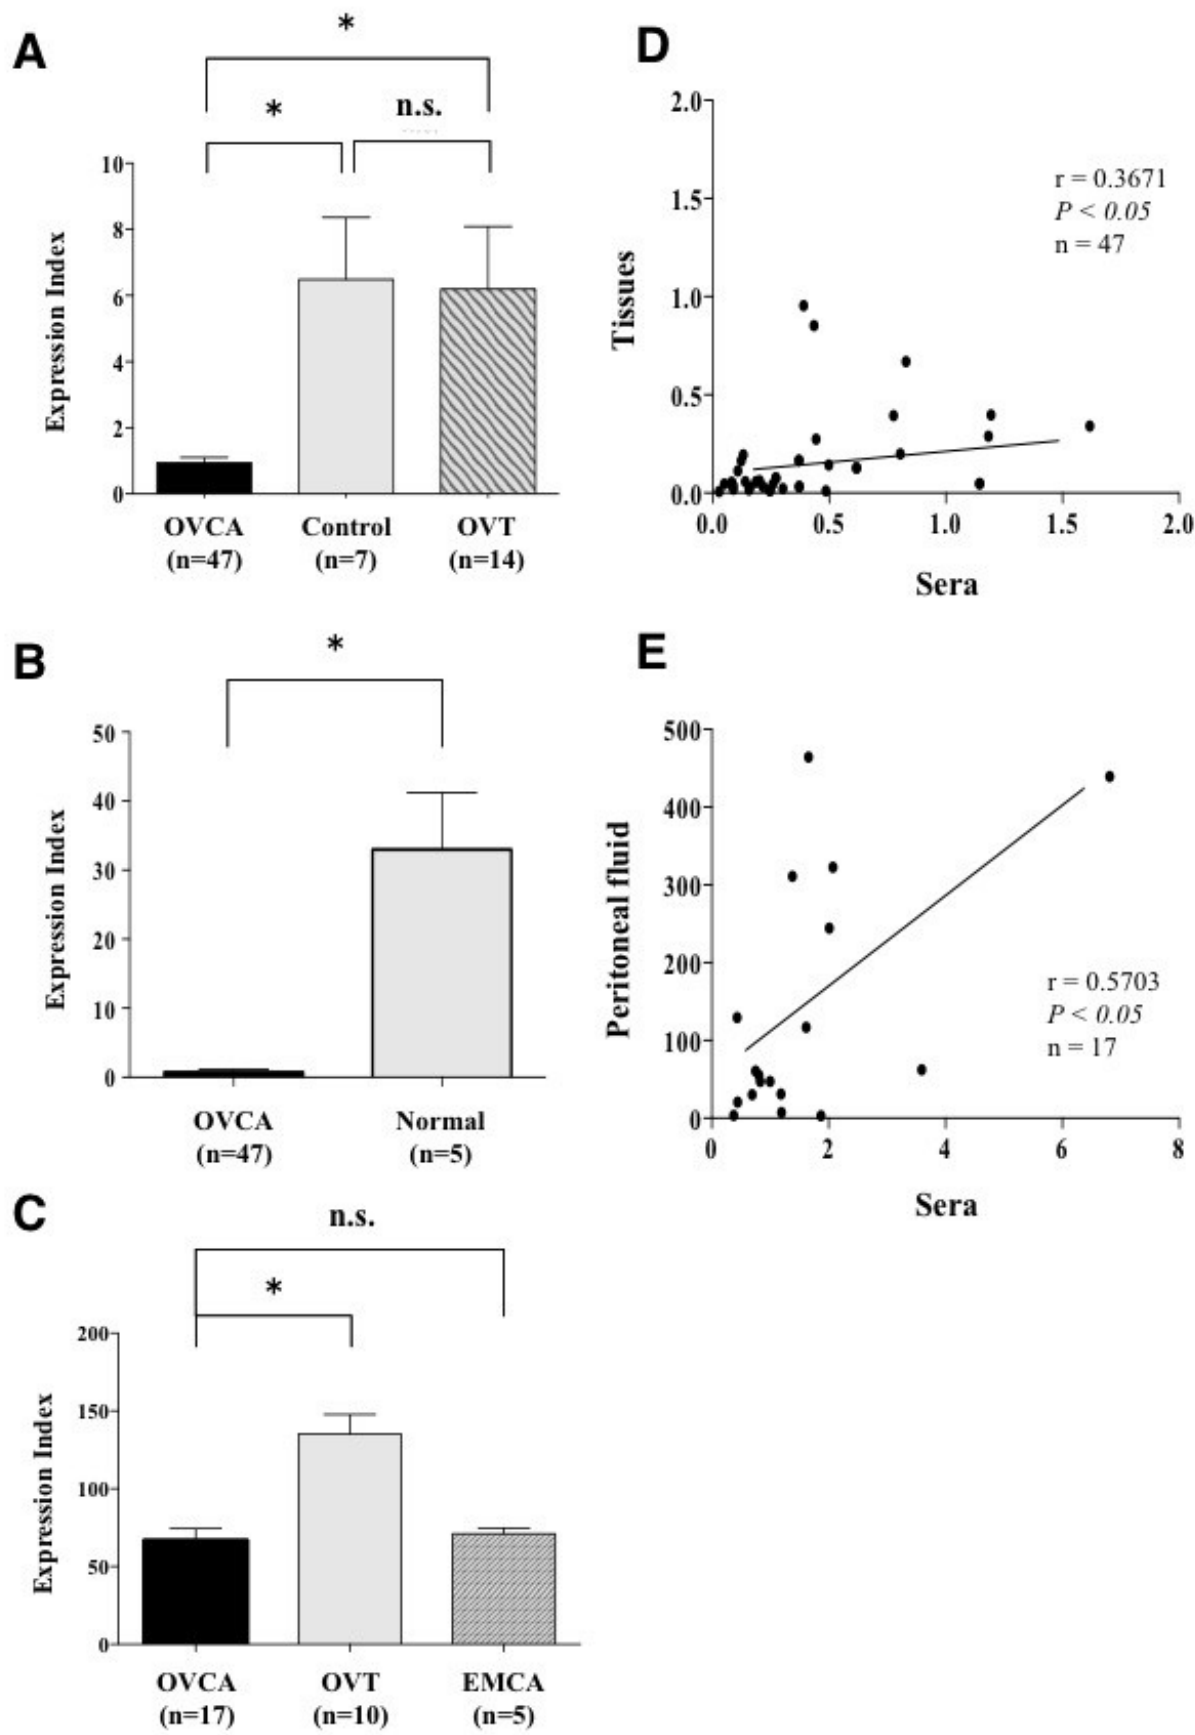 A
*
*
n.s.
10
8
6
4
2
0
Expression Index
OVCA
(n=47)
Control
(n=7)
OVT
(n=14)
B
*
50
40
30
20
10
0
Expression Index
OVCA
(n=47)
Normal
(n=5)
C
n.s.
*
200
150
100
50
0
Expression Index
OVCA
(n=17)
OVT
(n=10)
EMCA
(n=5)
D
2.0
1.5
1.0
0.5
0.0
Tissues
r = 0.3671
P < 0.05
n = 47
0.0 0.5 1.0 1.5 2.0
Sera
E
500
400
300
200
100
0
Peritoneal fluid
r = 0.5703
P < 0.05
n = 17
0 2 4 6 8
Sera